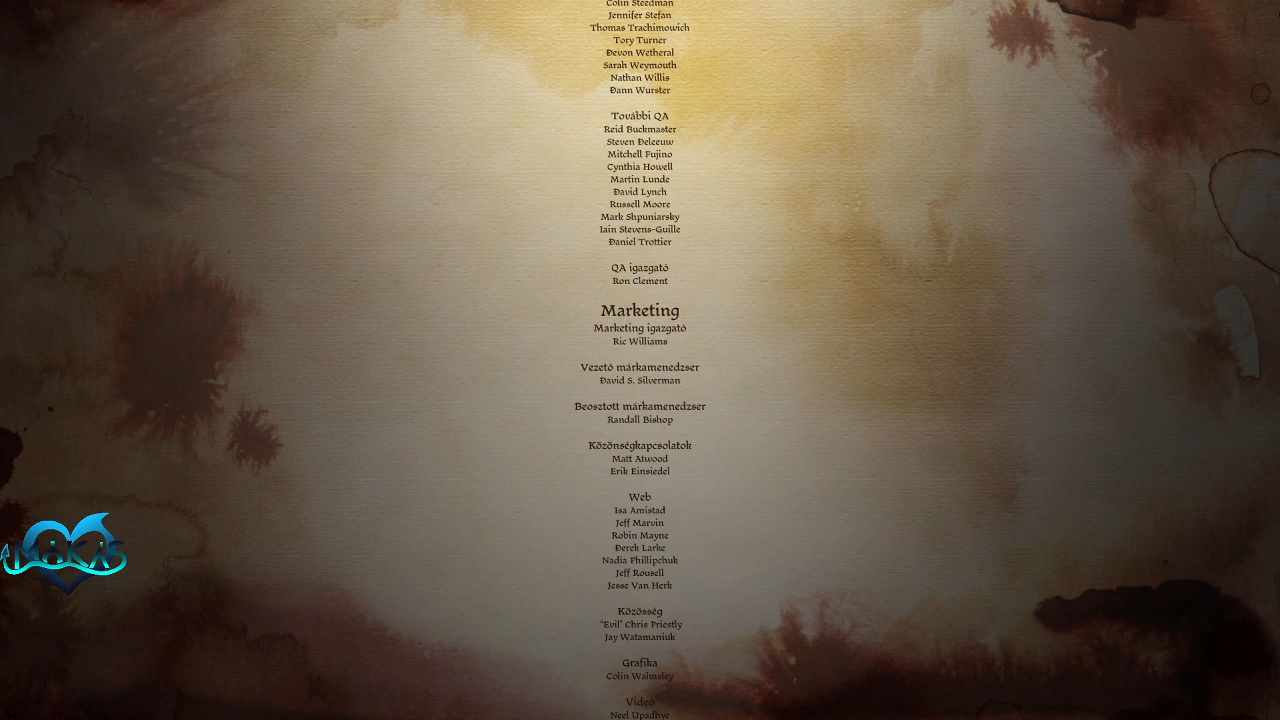 Colin Steedman
Jennifer Stefan
Thomas Trachimowich
Tory Turner
Devon Wetheral
Sarah Weymouth
Nathan Willis
Dann Wurster
További QA
Reid Buckmaster
Steven Deleeuw
Mitchell Fujino
Cynthia Howell
Martin Lunde
David Lynch
Russell Moore
Mark Shpuniarsky
Iain Stevens-Guille
Daniel Trottier
QA igazgató
Ron Clement
Marketing
Marketing igazgató
Ric Williams
Vezető márkamenedzser
David S. Silverman
Beosztott márkamenedzser
Randall Bishop
Közönségkapcsolatok
Matt Atwood
Erik Einsiedel
Web
Isa Amistad
Jeff Marvin
Robin Mayne
Derek Larke
Nadia Phillipchuk
Jeff Rousell
Jesse Van Herk
Közösség
"Evil" Chris Priestly
Jay Watamaniuk
Grafika
Colin Walmsley
Videó
Neel Upadhye
MAKAS